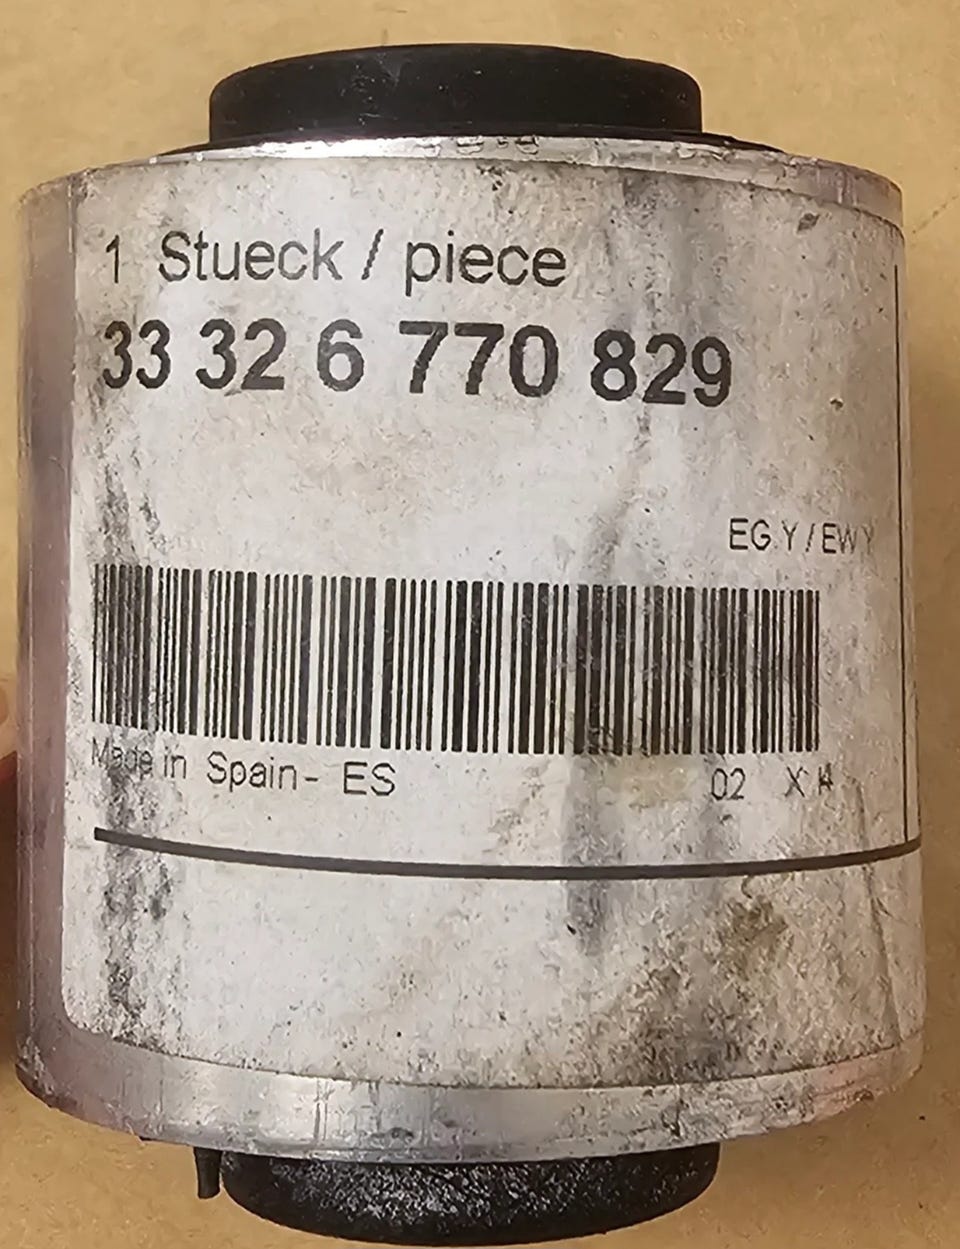 1 Stueck / piece
33 32 6 770 829
EG Y / EW Y
Made in Spain - ES
02 X H